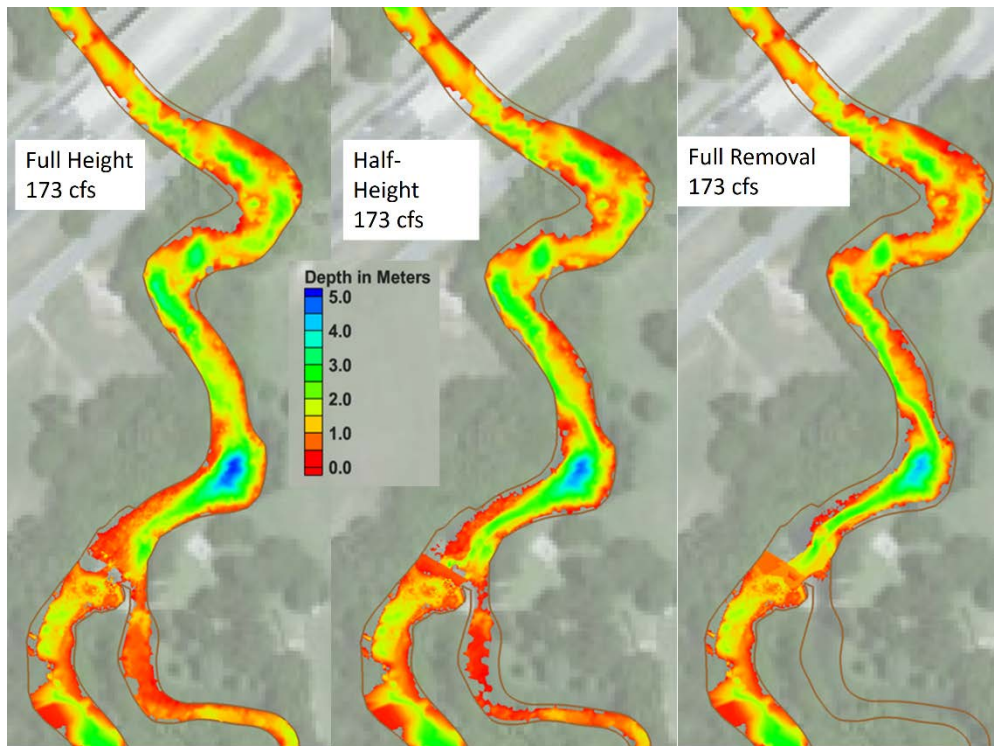 Full Height
173 cfs
Half-
Height
173 cfs
Full Removal
173 cfs
Depth in Meters
5.0
4.0
3.0
2.0
1.0
0.0